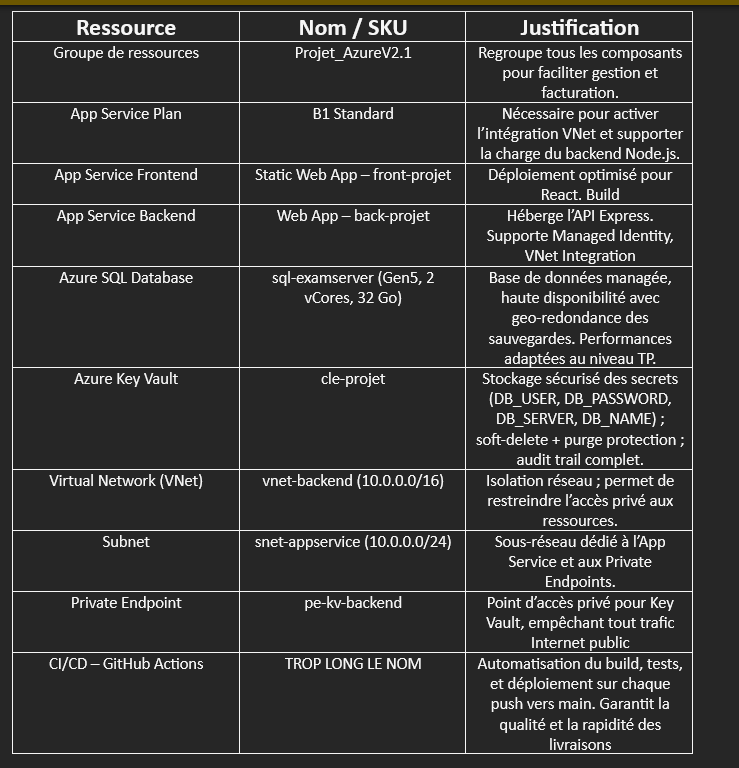 Ressource Nom / SKU Justification
Groupe de ressources Projet_AzureV2.1 Regroupe tous les composants
pour faciliter gestion et
facturation.
App Service Plan B1 Standard Nécessaire pour activer
l’intégration VNet et supporter
la charge du backend Node.js.
App Service Frontend Static Web App – front-projet Déploiement optimisé pour
React. Build
App Service Backend Web App – back-projet Héberge l’API Express.
Supporte Managed Identity,
VNet Integration
Azure SQL Database sql-examserver (Gen5, 2 Base de données managée,
vCores, 32 Go) haute disponibilité avec
geo-redondance des
sauvegardes. Performances
adaptées au niveau TP.
Azure Key Vault cle-projet Stockage sécurisé des secrets
(DB_USER, DB_PASSWORD,
DB_SERVER, DB_NAME) ;
soft-delete + purge protection ;
audit trail complet.
Virtual Network (VNet) vnet-backend (10.0.0.0/16) Isolation réseau ; permet de
restreindre l’accès privé aux
ressources.
Subnet snet-appservice (10.0.0.0/24) Sous-réseau dédié à l’App
Service et aux Private
Endpoints.
Private Endpoint pe-kv-backend Point d’accès privé pour Key
Vault, empêchant tout trafic
Internet public
CI/CD – GitHub Actions TROP LONG LE NOM Automatisation du build, tests,
et déploiement sur chaque
push vers main. Garantit la
qualité et la rapidité des
livraisons